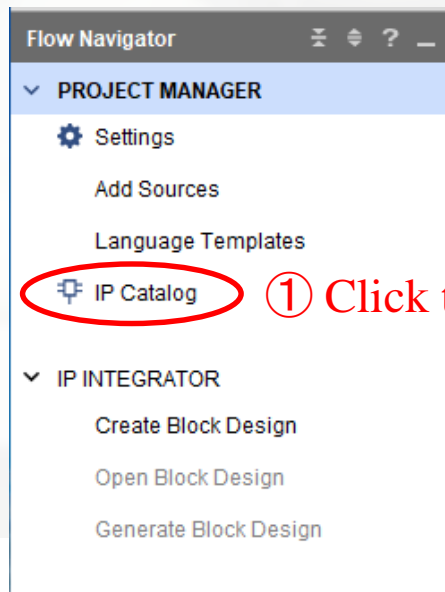 Flow Navigator ?
PROJECT MANAGER
Settings
Add Sources
Language Templates
IP Catalog ① Click
IP INTEGRATOR
Create Block Design
Open Block Design
Generate Block Design